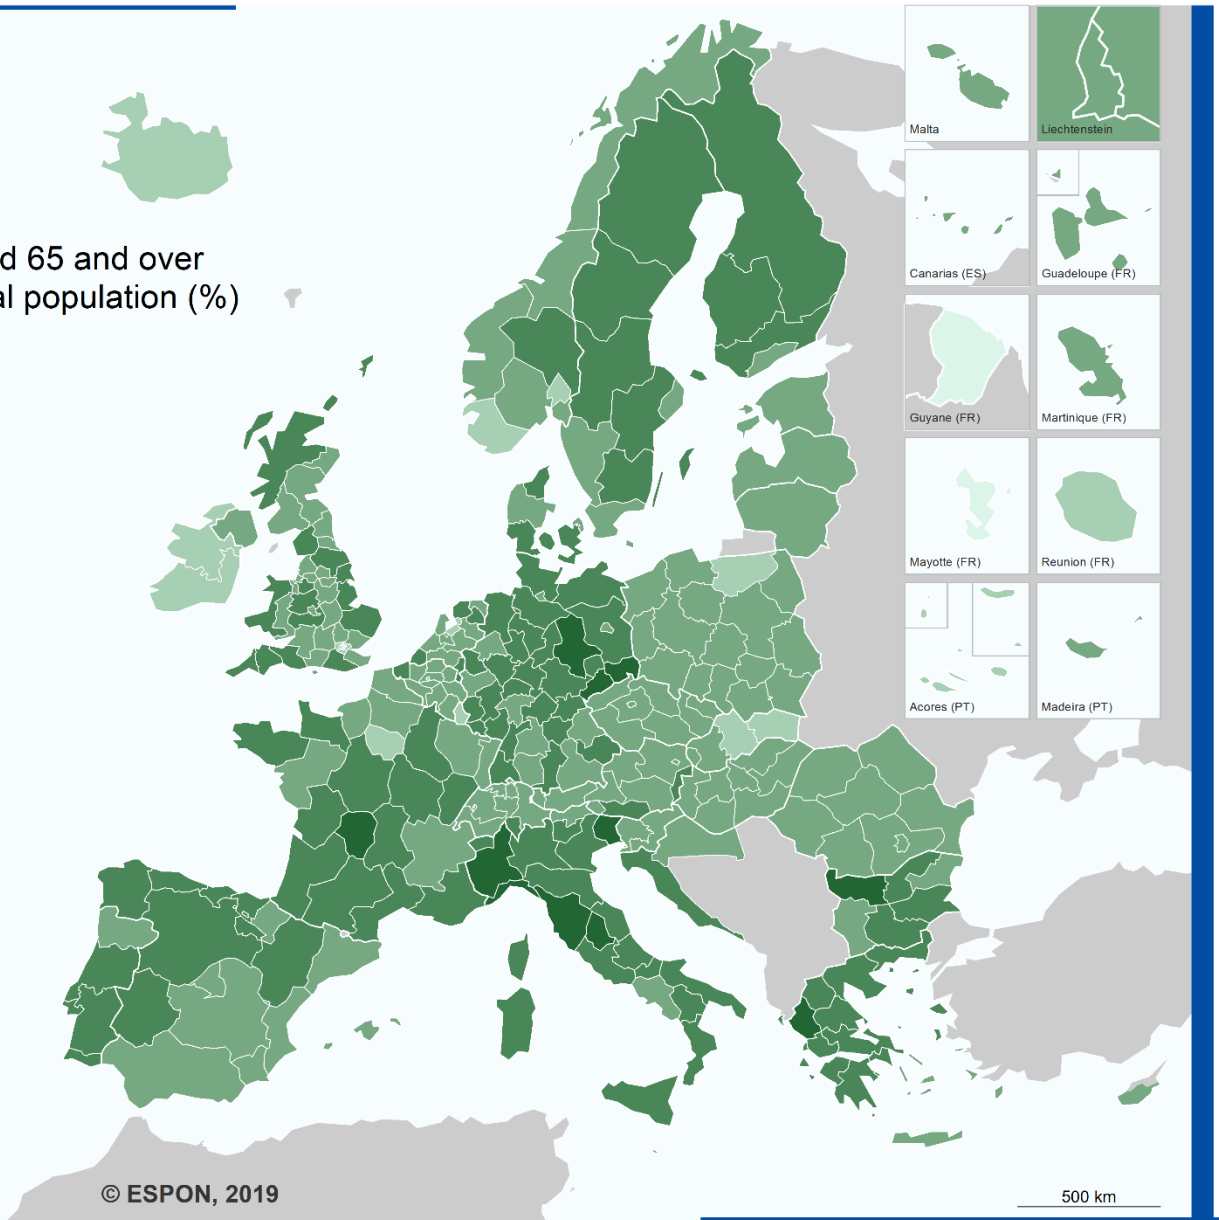 d 65 and over
al population (%)
Malta
Liechtenstein
Canarias (ES)
Guadeloupe (FR)
Guyane (FR)
Martinique (FR)
Mayotte (FR)
Reunion (FR)
Acores (PT)
Madeira (PT)
© ESPON, 2019
500 km